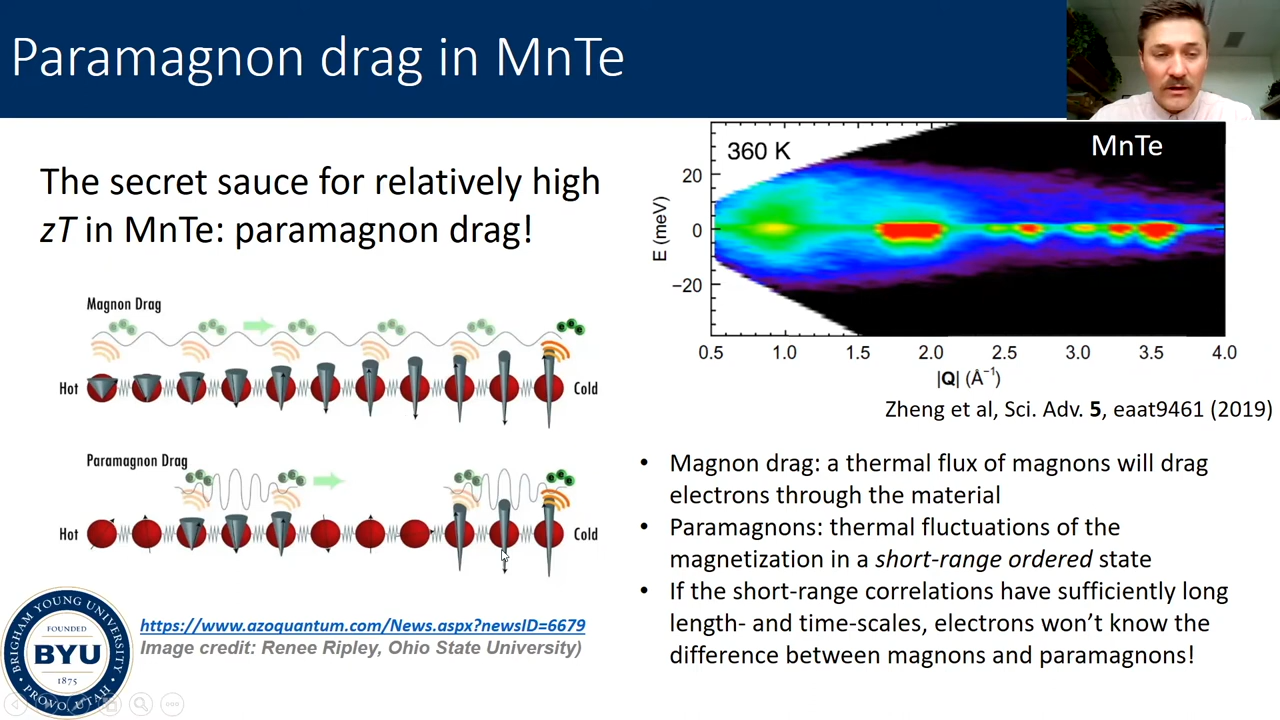 Paramagnon drag in MnTe
The secret sauce for relatively high
zT in MnTe: paramagnon drag!
Magnon Drag
e e e e e e
Hot Cold
Paramagnon Drag
e e e e
Hot Cold
https://www.azoquantum.com/News.aspx?newsID=6679
Image credit: Renee Ripley, Ohio State University)
BRIGHAM YOUNG UNIVERSITY
FOUNDED
BYU
1875
PROVO, UTAH
360 K
MnTe
E (meV)
20
0
−20
0.5 1.0 1.5 2.0 2.5 3.0 3.5 4.0
|Q| (Å⁻¹)
Zheng et al, Sci. Adv. 5, eaat9461 (2019)
• Magnon drag: a thermal flux of magnons will drag
electrons through the material
• Paramagnons: thermal fluctuations of the
magnetization in a short-range ordered state
• If the short-range correlations have sufficiently long
length- and time-scales, electrons won't know the
difference between magnons and paramagnons!